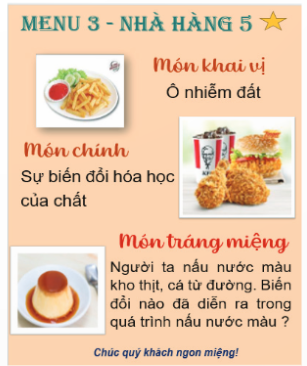 MENU 3 - NHÀ HÀNG 5
Món khai vị
Ô nhiễm đất
Món chính
Sự biến đổi hóa học
của chất
Món tráng miệng
Người ta nấu nước màu
kho thịt, cá từ đường. Biến
đổi nào đã diễn ra trong
quá trình nấu nước màu ?
Chúc quý khách ngon miệng!